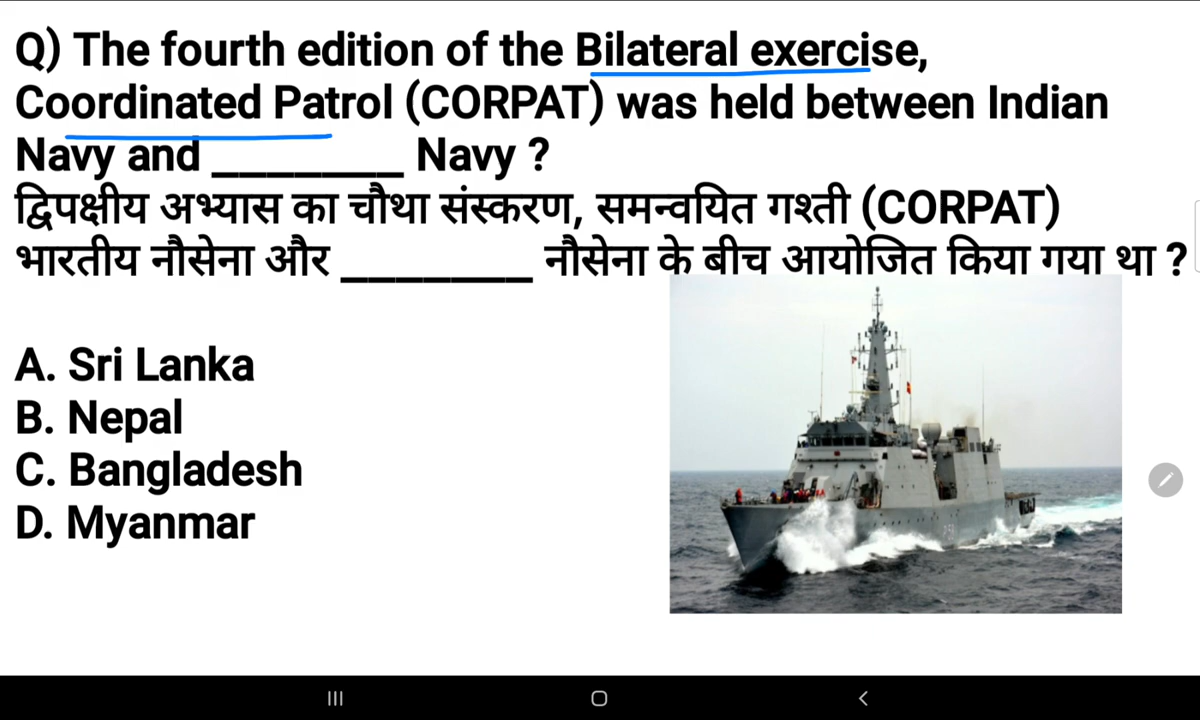 Q) The fourth edition of the Bilateral exercise,
Coordinated Patrol (CORPAT) was held between Indian
Navy and ________ Navy ?
द्विपक्षीय अभ्यास का चौथा संस्करण, समन्वयित गश्ती (CORPAT)
भारतीय नौसेना और ________ नौसेना के बीच आयोजित किया गया था ?
A. Sri Lanka
B. Nepal
C. Bangladesh
D. Myanmar